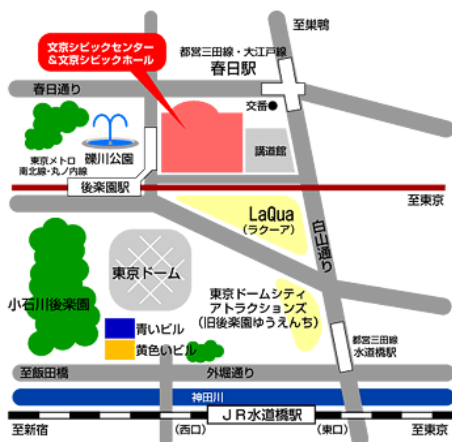 至巣鴨
文京シビックセンター
&文京シビックホール
都営三田線・大江戸線
春日駅
春日通り
交番
礫川公園
講道館
東京メトロ
南北線・丸ノ内線
後楽園駅
至東京
LaQua
(ラクーア)
白山通り
東京ドーム
小石川後楽園
東京ドームシティ
アトラクションズ
(旧後楽園ゆうえんち)
青いビル
黄色いビル
都営三田線
水道橋駅
至飯田橋
外堀通り
神田川
JR水道橋駅
至新宿
(西口)
(東口)
至東京